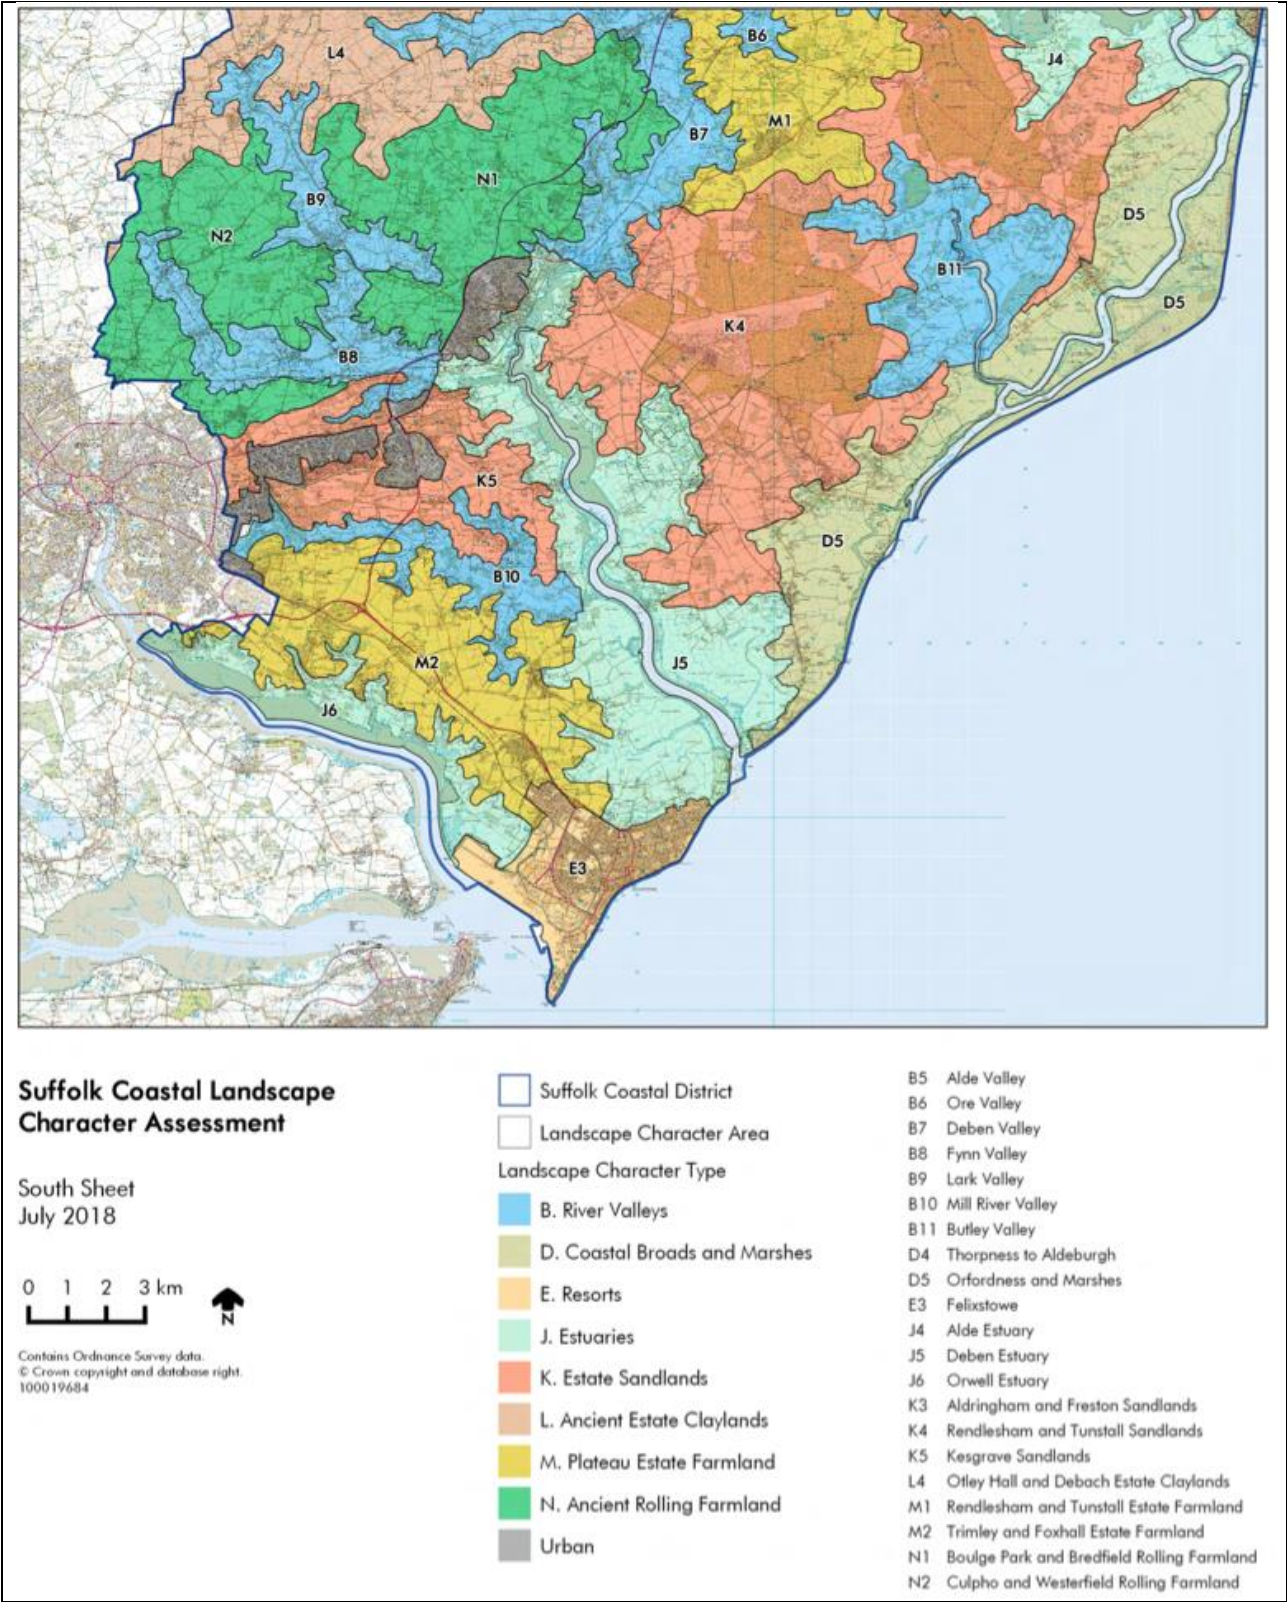 L4
B6
J4
M1
B7
N1
B9
D5
N2
B11
D5
K4
B8
K5
D5
B10
J5
M2
J6
E3
Suffolk Coastal Landscape
Character Assessment
South Sheet
July 2018
0 1 2 3 km
N
Contains Ordnance Survey data.
© Crown copyright and database right.
100019684
Suffolk Coastal District
Landscape Character Area
Landscape Character Type
B. River Valleys
D. Coastal Broads and Marshes
E. Resorts
J. Estuaries
K. Estate Sandlands
L. Ancient Estate Claylands
M. Plateau Estate Farmland
N. Ancient Rolling Farmland
Urban
B5 Alde Valley
B6 Ore Valley
B7 Deben Valley
B8 Fynn Valley
B9 Lark Valley
B10 Mill River Valley
B11 Butley Valley
D4 Thorpness to Aldeburgh
D5 Orfordness and Marshes
E3 Felixstowe
J4 Alde Estuary
J5 Deben Estuary
J6 Orwell Estuary
K3 Aldringham and Freston Sandlands
K4 Rendlesham and Tunstall Sandlands
K5 Kesgrave Sandlands
L4 Otley Hall and Debach Estate Claylands
M1 Rendlesham and Tunstall Estate Farmland
M2 Trimley and Foxhall Estate Farmland
N1 Boulge Park and Bredfield Rolling Farmland
N2 Culpho and Westerfield Rolling Farmland